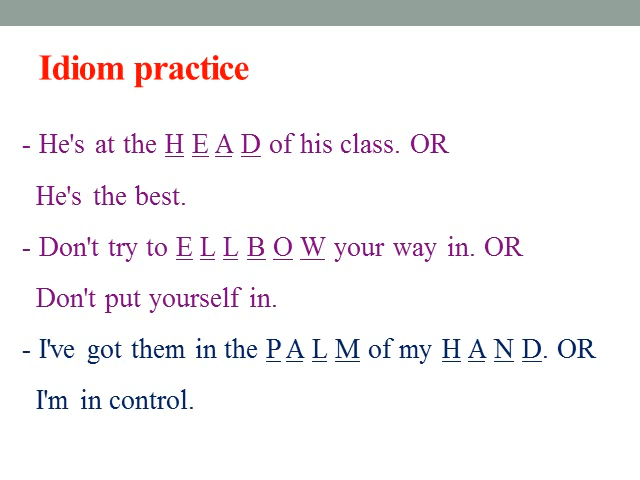 Idiom practice
- He's at the H E A D of his class. OR
He's the best.
- Don't try to E L L B O W your way in. OR
Don't put yourself in.
- I've got them in the P A L M of my H A N D. OR
I'm in control.